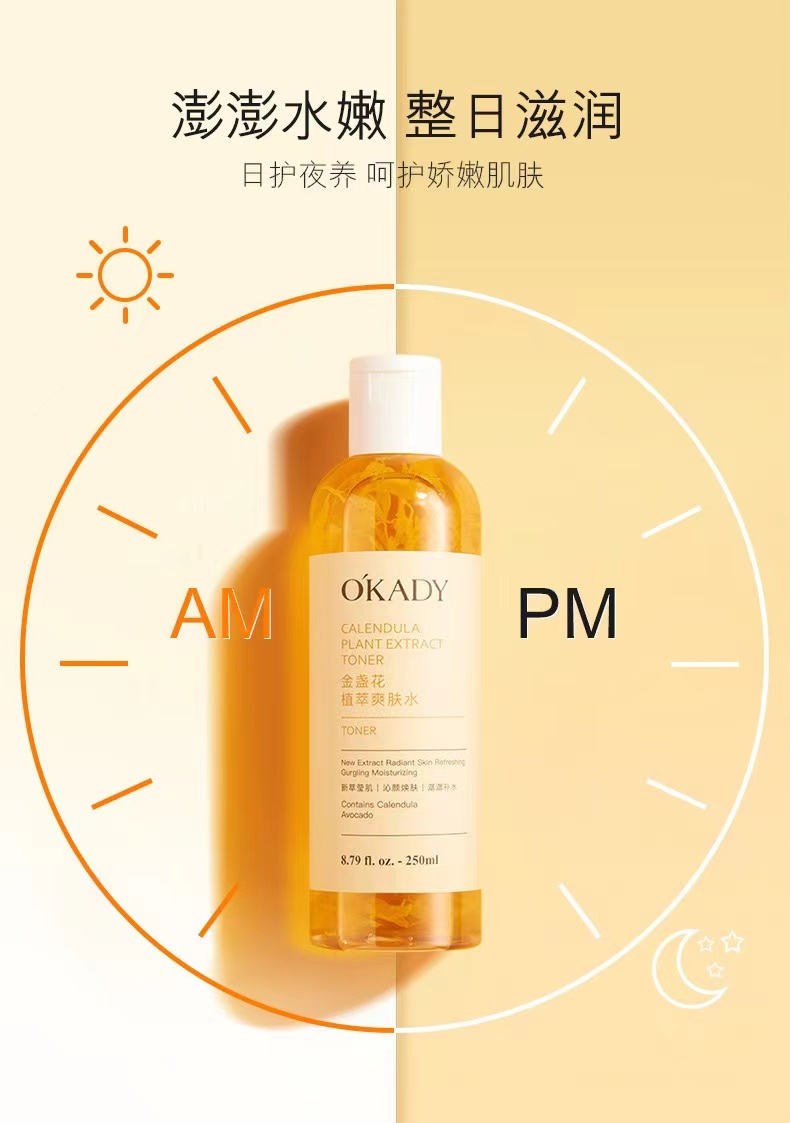 澎澎水嫩 整日滋润
日护夜养 呵护娇嫩肌肤
AM
PM
O'KADY
CALENDULA
PLANT EXTRACT
TONER
金盏花
植萃爽肤水
TONER
New Extract Radiant Skin Refreshing
Gurgling Moisturizing
新萃莹肌 | 沁颜焕肤 | 潺潺补水
Contains Calendula
Avocado
8.79 fl. oz. - 250ml